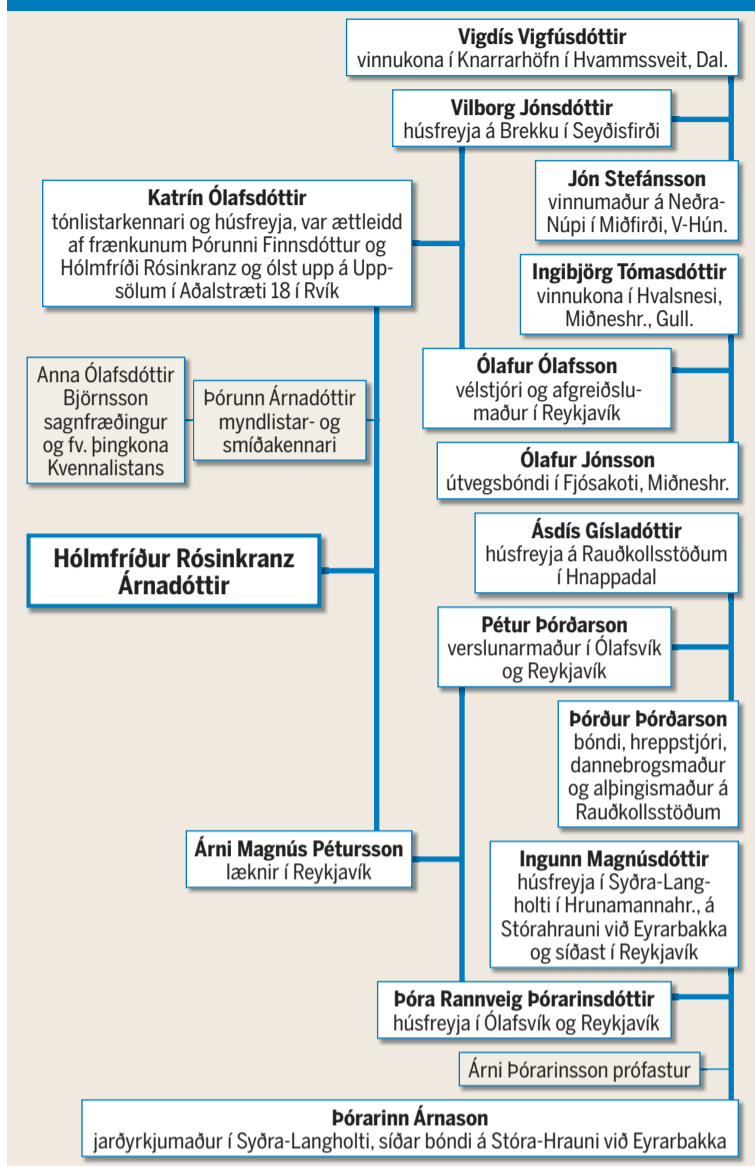 Vigdís Vigfúsdóttir
vinnukona í Knarrarhöfn í Hvammssveit, Dal.
Vilborg Jónsdóttir
húsfreyja á Brekku í Seyðisfirði
Jón Stefánsson
vinnumaður á Neðra-
Núpi í Miðfirði, V-Hún.
Katrín Ólafsdóttir
tónlistarkennari og húsfreyja, var ættleidd
af frænkunum Þórunni Finnsdóttur og
Hólmfríði Rósinkranz og ólst upp á Upp-
sölum í Aðalstræti 18 í Rvík
Ingibjörg Tómasdóttir
vinnukona í Hvalsnesi,
Miðneshr., Gull.
Ólafur Ólafsson
vélstjóri og afgreiðslu-
maður í Reykjavík
Anna Ólafsdóttir
Björnsson
sagnfræðingur
og fv. þingkona
Kvennalistans
Þórunn Árnadóttir
myndlistar- og
smíðakennari
Ólafur Jónsson
útvegsbóndi í Fjósakoti, Miðneshr.
Hólmfríður Rósinkranz
Árnadóttir
Ásdís Gísladóttir
húsfreyja á Rauðkollsstöðum
í Hnappadal
Pétur Þórðarson
verslunarmaður í Ólafsvík
og Reykjavík
Þórður Þórðarson
bóndi, hreppstjóri,
dannebrogsmaður
og alþingismaður á
Rauðkollsstöðum
Árni Magnús Pétursson
læknir í Reykjavík
Ingunn Magnúsdóttir
húsfreyja í Syðra-Lang-
holti í Hrunamannahr., á
Stórahrauni við Eyrarbakka
og síðast í Reykjavík
Þóra Rannveig Þórarinsdóttir
húsfreyja í Ólafsvík og Reykjavík
Árni Þórarinsson prófastur
Þórarinn Árnason
jarðyrkjumaður í Syðra-Langholti, síðar bóndi á Stóra-Hrauni við Eyrarbakka